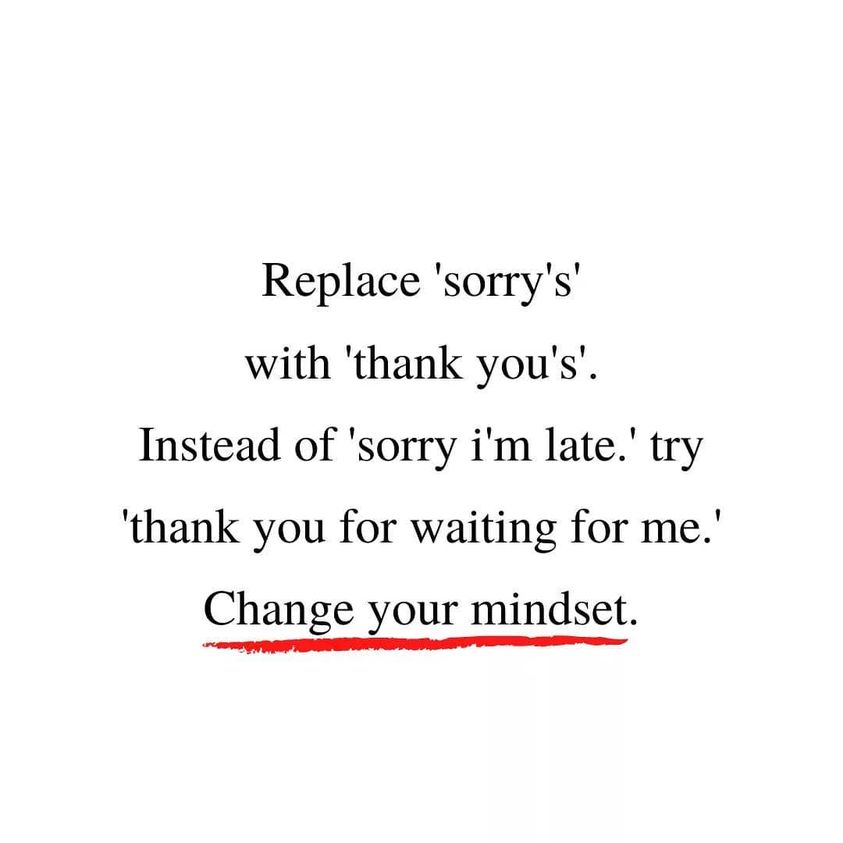 Replace 'sorry's'
with 'thank you's'.
Instead of 'sorry i'm late.' try
'thank you for waiting for me.'
Change your mindset.